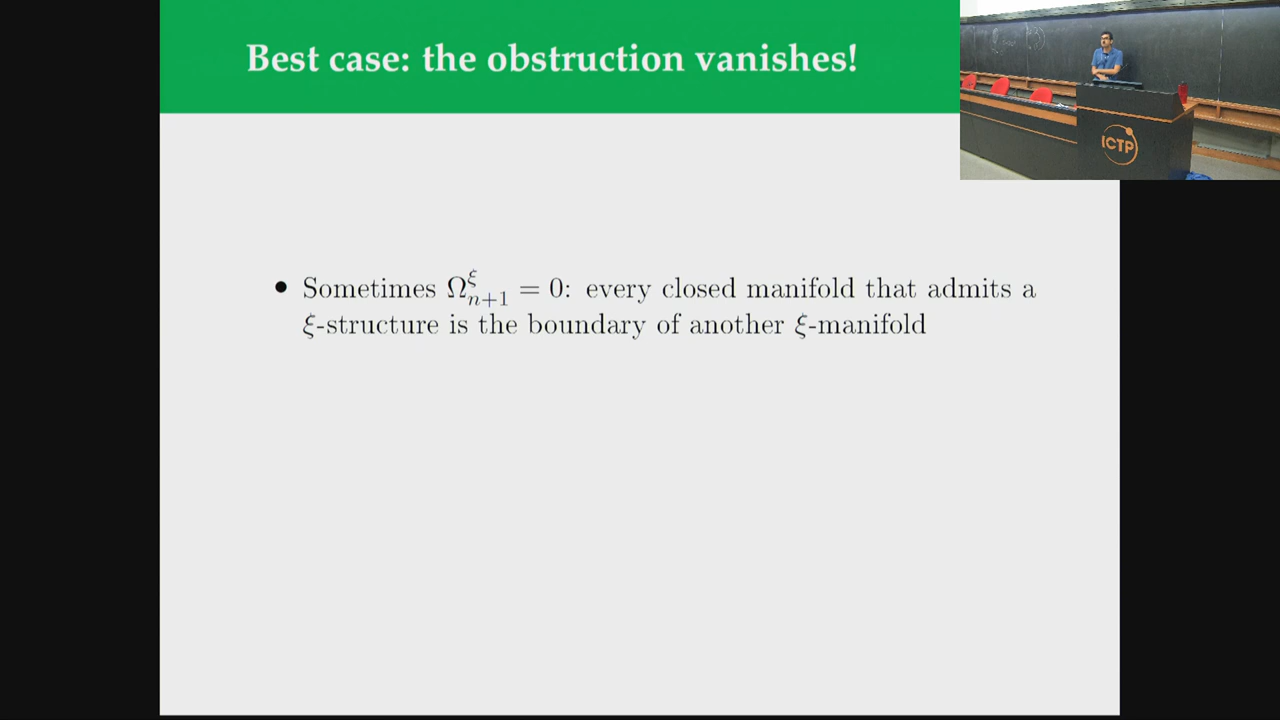 Best case: the obstruction vanishes!
• Sometimes Ω^ξ_{n+1} = 0: every closed manifold that admits a
ξ-structure is the boundary of another ξ-manifold
ICTP